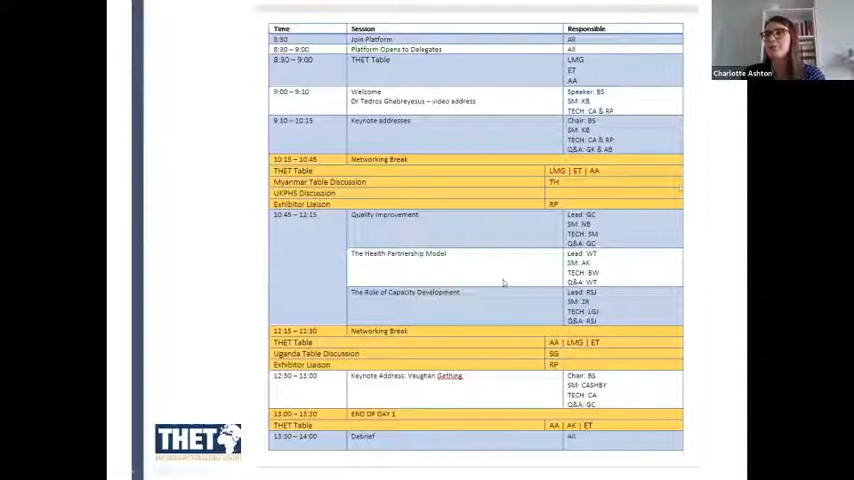 Time Session Responsible
8:30 Join Platform All
8:30 – 9:00 Platform Opens to Delegates All
8:30 – 9:00 THET Table LMG
ET
AA
9:00 – 9:10 Welcome Speaker: BS
Dr Tedros Ghebreyesus – video address SM: KB
TECH: CA & RP
9:10 – 10:15 Keynote addresses Chair: BS
SM: KB
TECH: CA & RP
Q&A: GK & AB
10:15 – 10:45 Networking Break
THET Table LMG | ET | AA
Myanmar Table Discussion TH
UKPHS Discussion
Exhibitor Liaison RP
10:45 – 12:15 Quality Improvement Lead: GC
SM: NB
TECH: SM
Q&A: GC
The Health Partnership Model Lead: WT
SM: AK
TECH: BW
Q&A: WT
The Role of Capacity Development Lead: RSJ
SM: ZR
TECH: LGJ
Q&A: RSJ
12:15 – 12:30 Networking Break
THET Table AA | LMG | ET
Uganda Table Discussion SG
Exhibitor Liaison RP
12:30 – 13:00 Keynote Address: Vaughan Gething Chair: BS
SM: CASHBY
TECH: CA
Q&A: GC
13:00 – 13:30 END OF DAY 1
THET Table AA | AK | ET
13:30 – 14:00 Debrief All
THET
PARTNERSHIPS FOR GLOBAL HEALTH
Charlotte Ashton